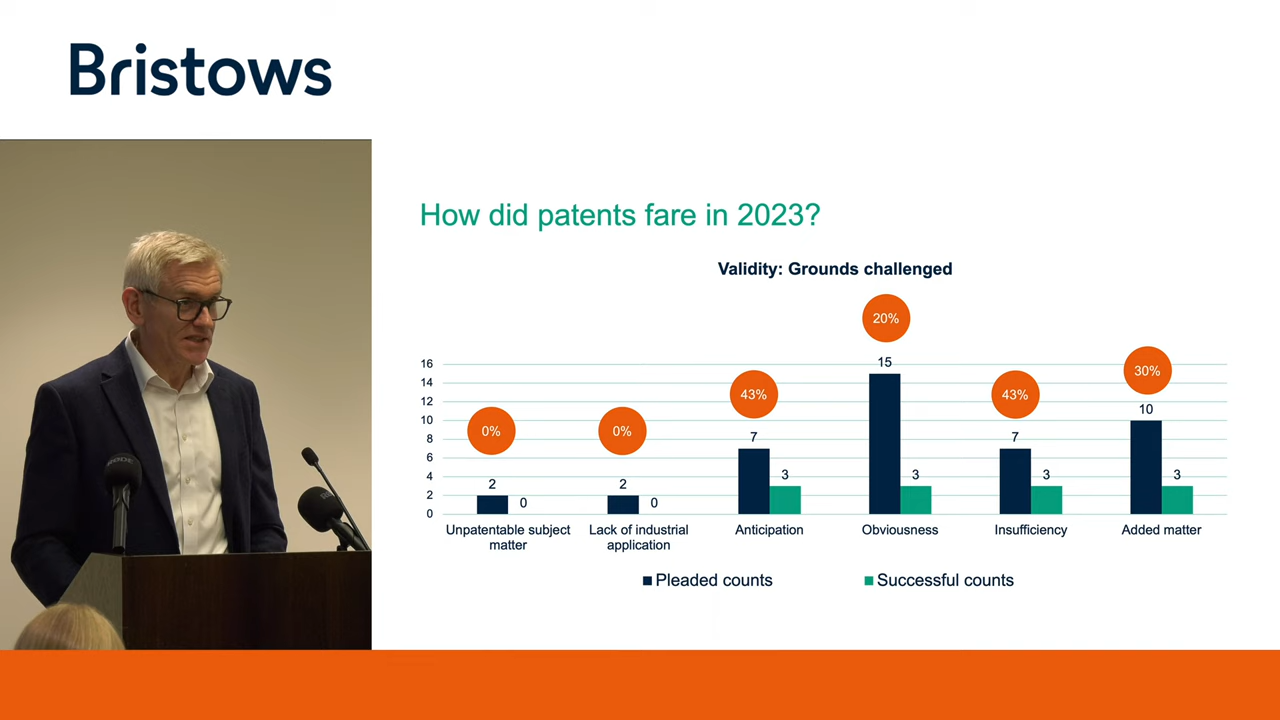 Bristows
How did patents fare in 2023?
Validity: Grounds challenged
20%
16
15
14
43%
43%
30%
12
10
10
0%
0%
8
7
7
6
4
3
3
3
3
2
2
0
2
0
0
Unpatentable subject
matter
Lack of industrial
application
Anticipation
Obviousness
Insufficiency
Added matter
Pleaded counts
Successful counts
RODE